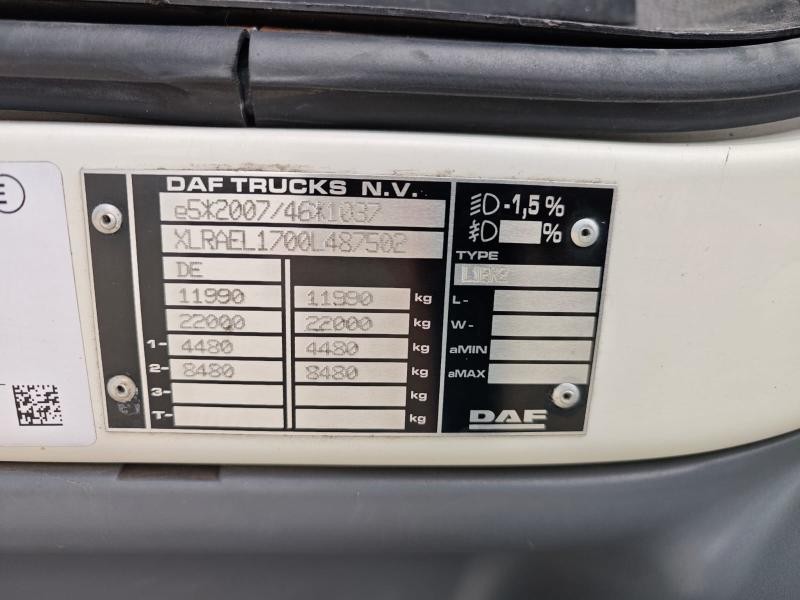 E
DAF TRUCKS N.V.
e5*2007/46*1037
XLRAEL1700L487502
DE
11990 11990 kg
22000 22000 kg
1- 4480 4480 kg
2- 8480 8480 kg
3- kg
T- kg
-1,5 %
%
TYPE
L-
W-
aMIN
aMAX
DAF